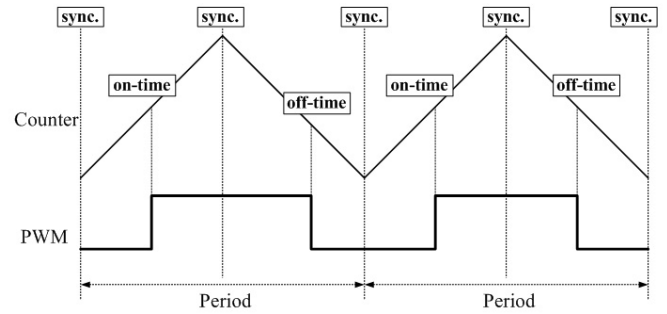 sync. sync. sync. sync. sync.
on-time on-time off-time
off-time
Counter
PWM
Period Period